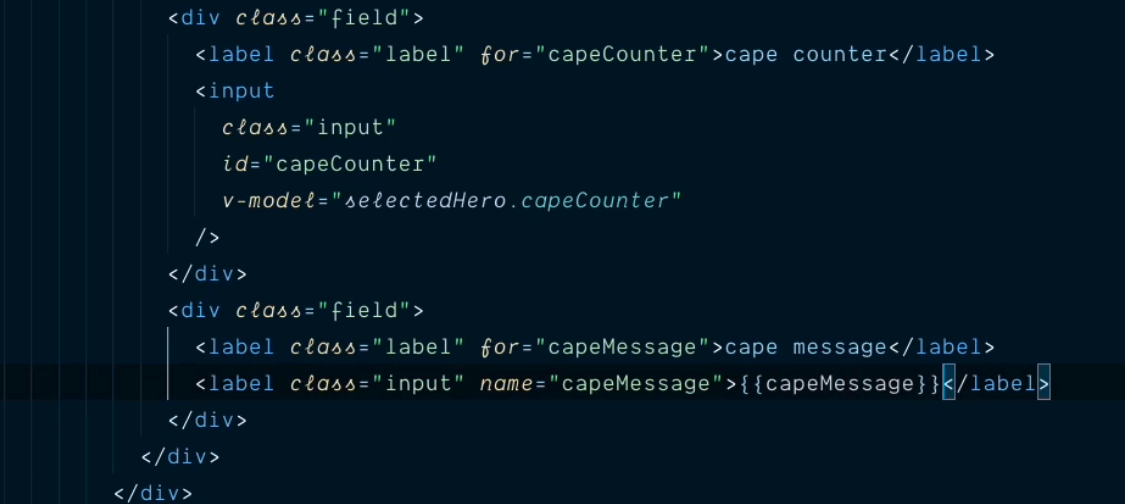 <div class="field">
<label class="label" for="capeCounter">cape counter</label>
<input
class="input"
id="capeCounter"
v-model="selectedHero.capeCounter"
/>
</div>
<div class="field">
<label class="label" for="capeMessage">cape message</label>
<label class="input" name="capeMessage">{{capeMessage}}</label>
</div>
</div>
</div>